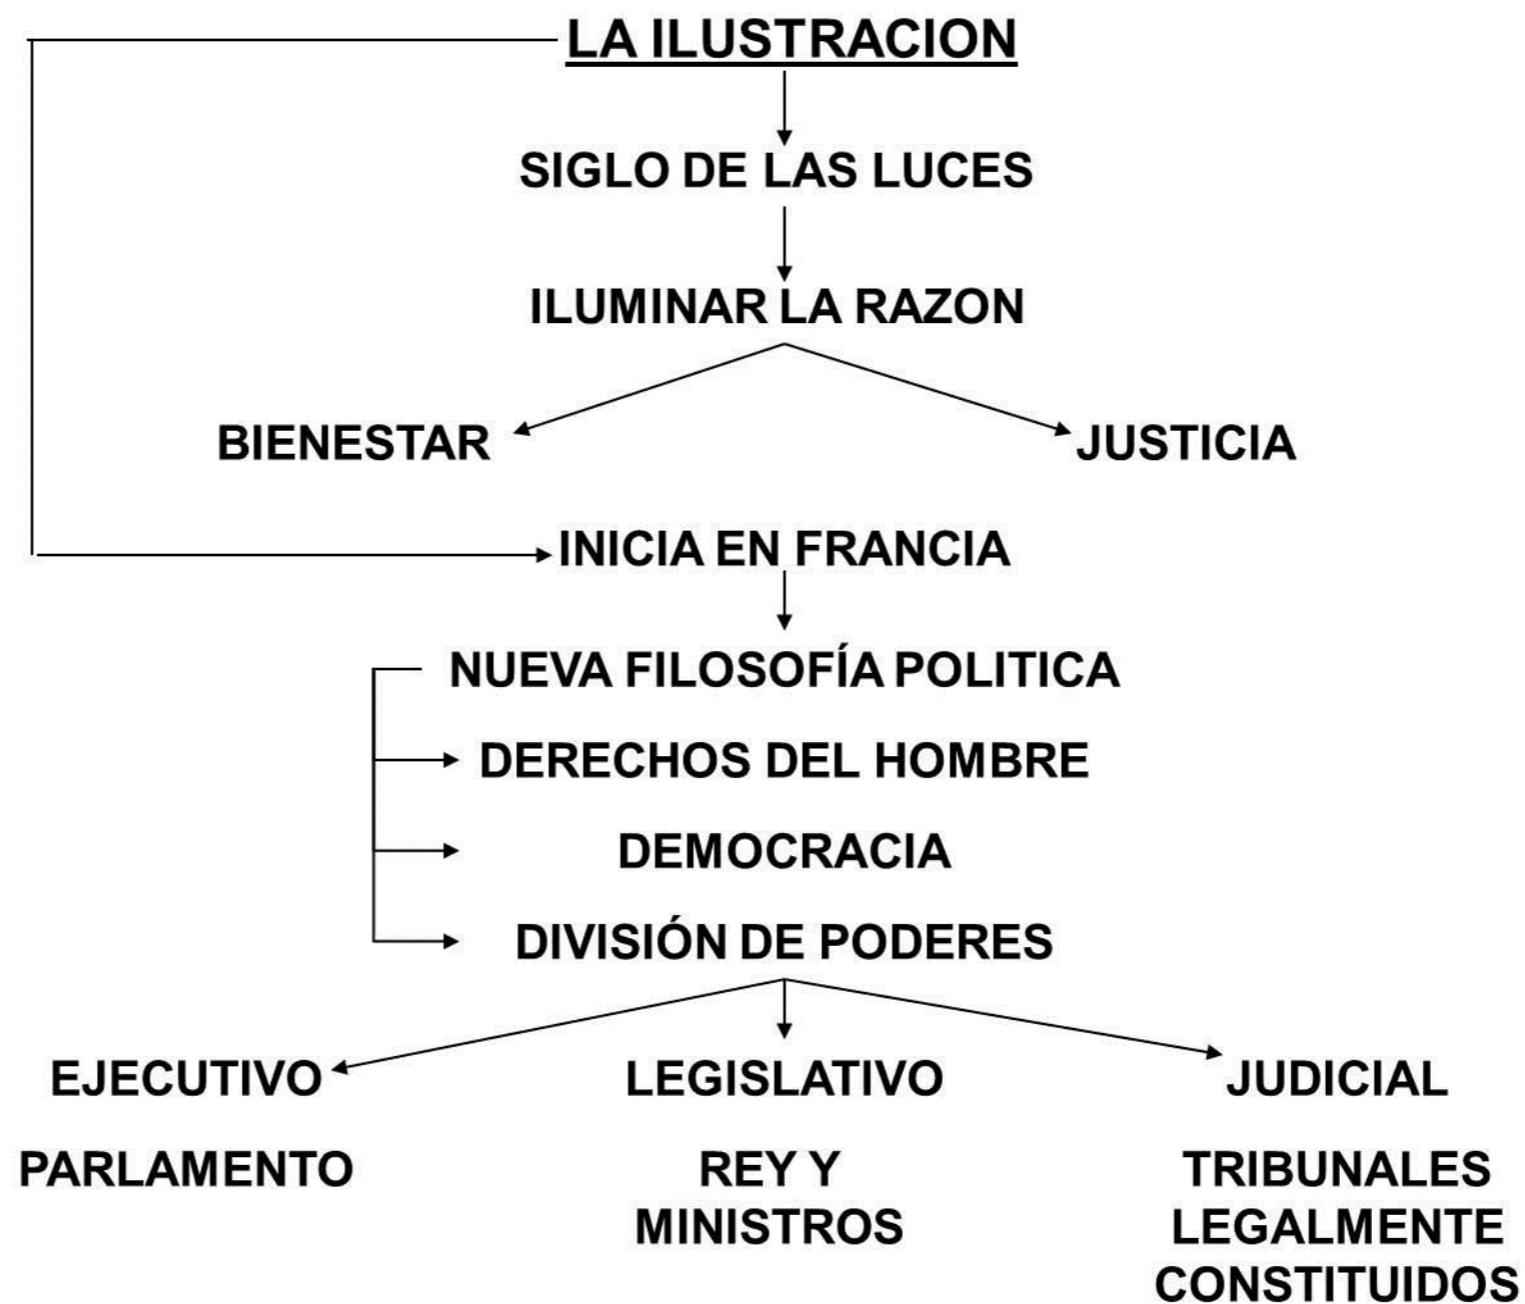 LA ILUSTRACION
SIGLO DE LAS LUCES
ILUMINAR LA RAZON
BIENESTAR
JUSTICIA
INICIA EN FRANCIA
NUEVA FILOSOFÍA POLITICA
DERECHOS DEL HOMBRE
DEMOCRACIA
DIVISIÓN DE PODERES
EJECUTIVO
PARLAMENTO
LEGISLATIVO
REY Y
MINISTROS
JUDICIAL
TRIBUNALES
LEGALMENTE
CONSTITUIDOS